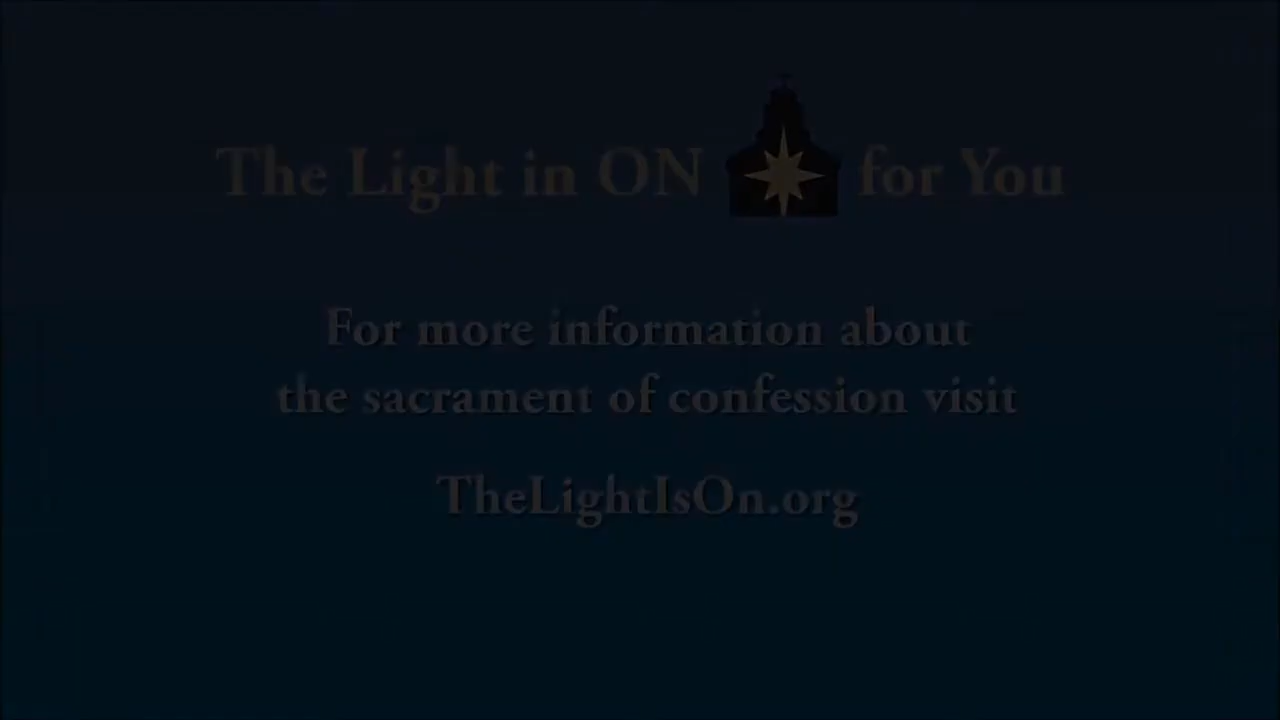 The Light in ON for You
For more information about
the sacrament of confession visit
TheLightIsOn.org